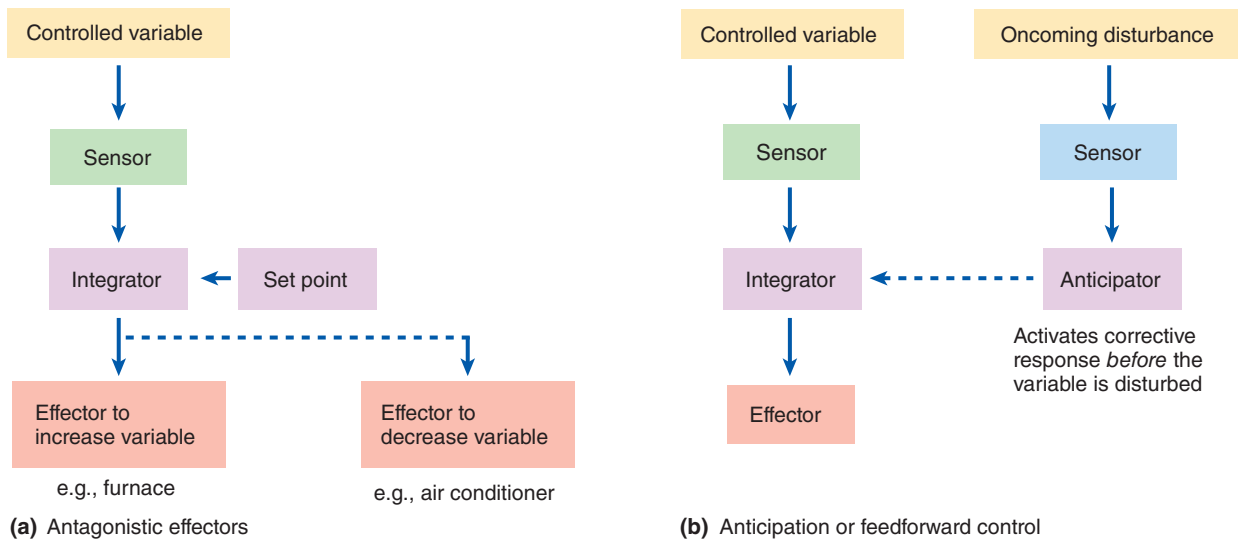 Controlled variable
Sensor
Integrator
Set point
Effector to
increase variable
e.g., furnace
Effector to
decrease variable
e.g., air conditioner
(a) Antagonistic effectors
Controlled variable
Oncoming disturbance
Sensor
Sensor
Integrator
Anticipator
Activates corrective
response before the
variable is disturbed
Effector
(b) Anticipation or feedforward control